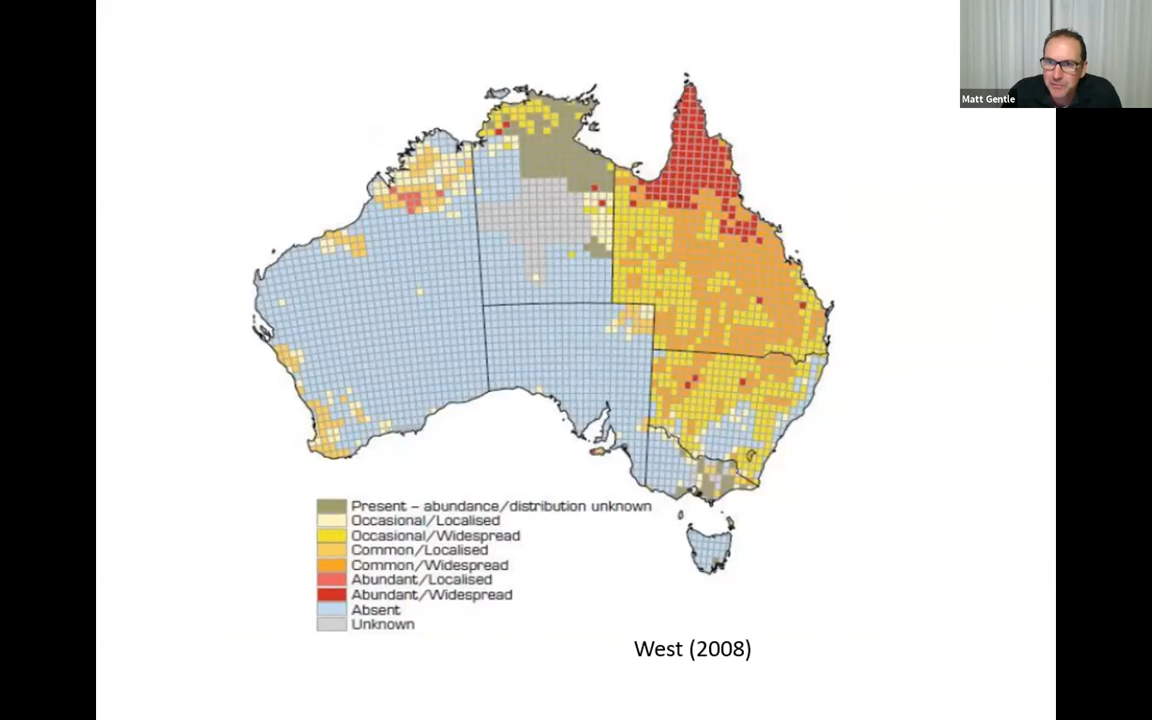 Matt Gentle
Present – abundance/distribution unknown
Occasional/Localised
Occasional/Widespread
Common/Localised
Common/Widespread
Abundant/Localised
Abundant/Widespread
Absent
Unknown
West (2008)